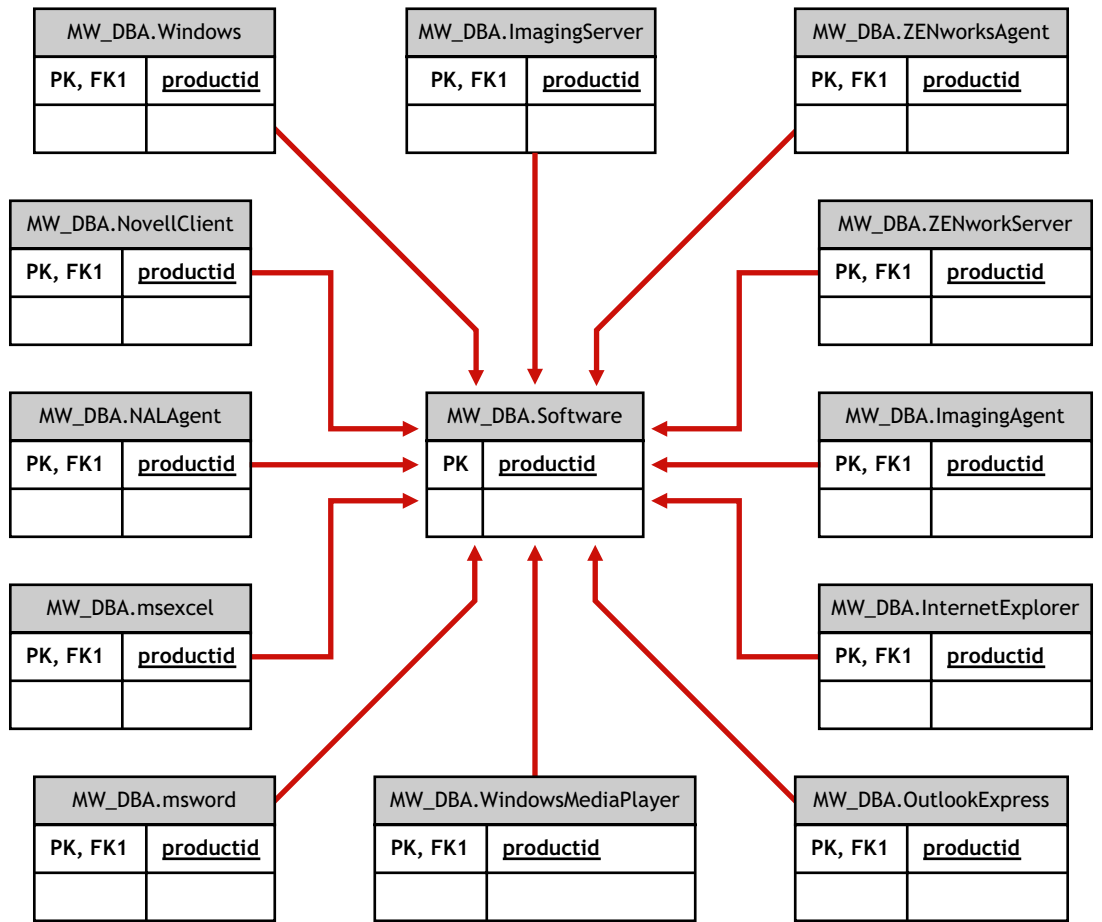 MW_DBA.Windows
PK, FK1 productid
MW_DBA.ImagingServer
PK, FK1 productid
MW_DBA.ZENworksAgent
PK, FK1 productid
MW_DBA.NovellClient
PK, FK1 productid
MW_DBA.ZENworkServer
PK, FK1 productid
MW_DBA.NALAgent
PK, FK1 productid
MW_DBA.Software
PK productid
MW_DBA.ImagingAgent
PK, FK1 productid
MW_DBA.msexcel
PK, FK1 productid
MW_DBA.InternetExplorer
PK, FK1 productid
MW_DBA.msword
PK, FK1 productid
MW_DBA.WindowsMediaPlayer
PK, FK1 productid
MW_DBA.OutlookExpress
PK, FK1 productid